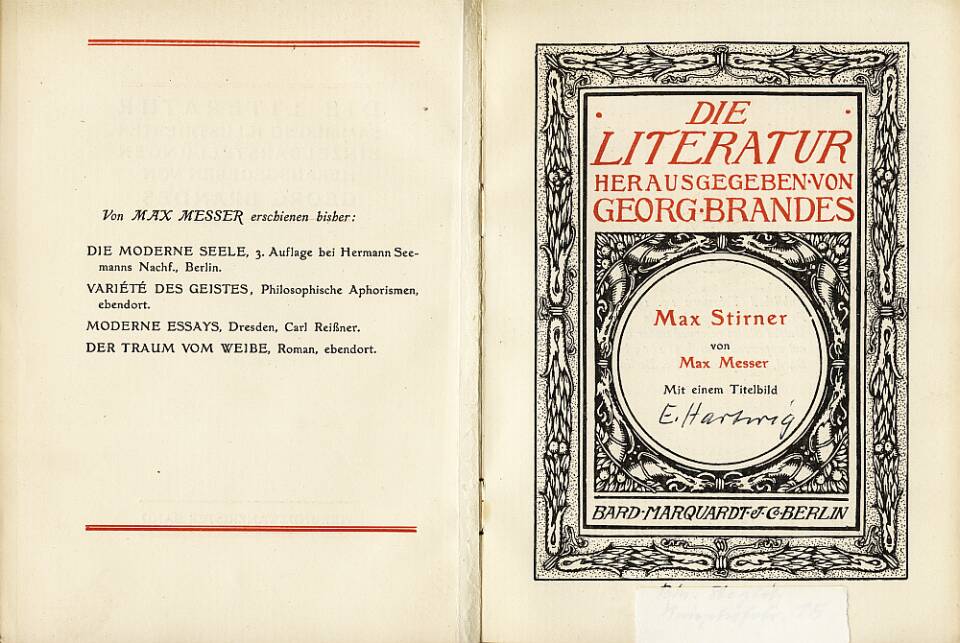 Von MAX MESSER erschienen bisher:
DIE MODERNE SEELE, 3. Auflage bei Hermann See-
manns Nachf., Berlin.
VARIÉTÉ DES GEISTES, Philosophische Aphorismen,
ebendort.
MODERNE ESSAYS, Dresden, Carl Reißner.
DER TRAUM VOM WEIBE, Roman, ebendort.
DIE
LITERATUR
HERAUSGEGEBEN·VON
GEORG·BRANDES
Max Stirner
von
Max Messer
Mit einem Titelbild
E. Hartwig
BARD·MARQUARDT·&·C·BERLIN